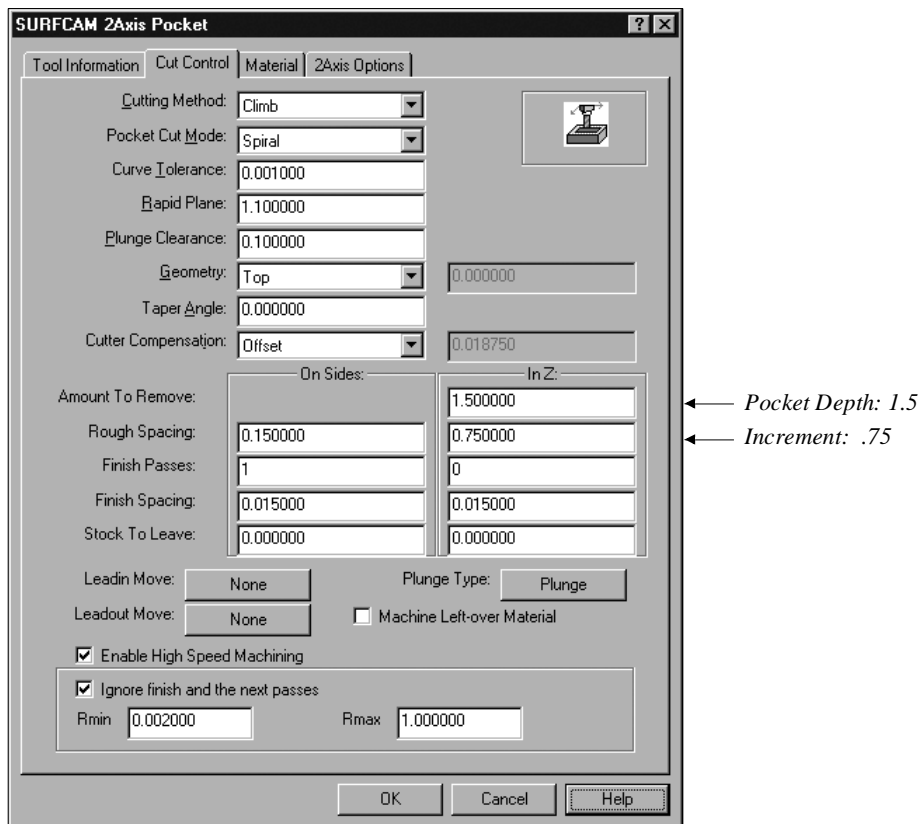 SURFCAM 2Axis Pocket
Tool Information Cut Control Material 2Axis Options
Cutting Method: Climb
Pocket Cut Mode: Spiral
Curve Tolerance: 0.001000
Rapid Plane: 1.100000
Plunge Clearance: 0.100000
Geometry: Top 0.000000
Taper Angle: 0.000000
Cutter Compensation: Offset 0.018750
On Sides: In Z:
Amount To Remove: 1.500000 Pocket Depth: 1.5
Rough Spacing: 0.150000 0.750000 Increment: .75
Finish Passes: 1 0
Finish Spacing: 0.015000 0.015000
Stock To Leave: 0.000000 0.000000
Leadin Move: None Plunge Type: Plunge
Leadout Move: None Machine Left-over Material
Enable High Speed Machining
Ignore finish and the next passes
Rmin 0.002000 Rmax 1.000000
OK Cancel Help